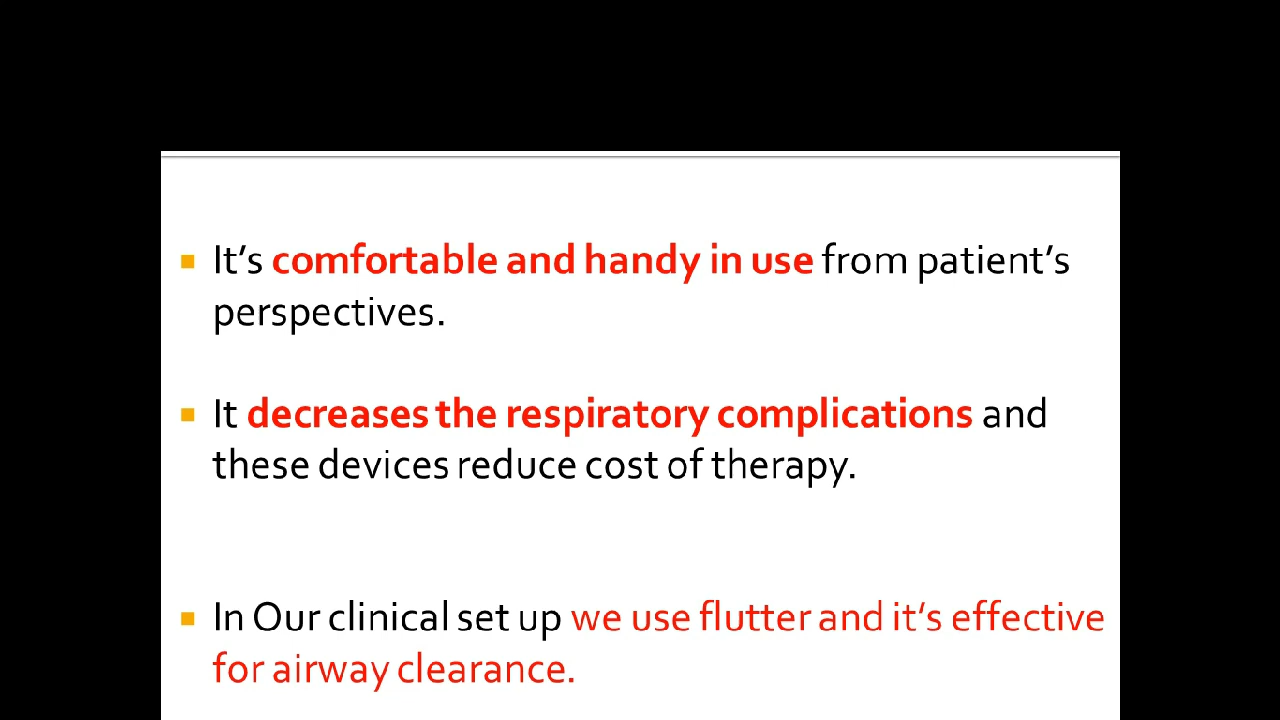 It's comfortable and handy in use from patient's
perspectives.
It decreases the respiratory complications and
these devices reduce cost of therapy.
In Our clinical set up we use flutter and it's effective
for airway clearance.